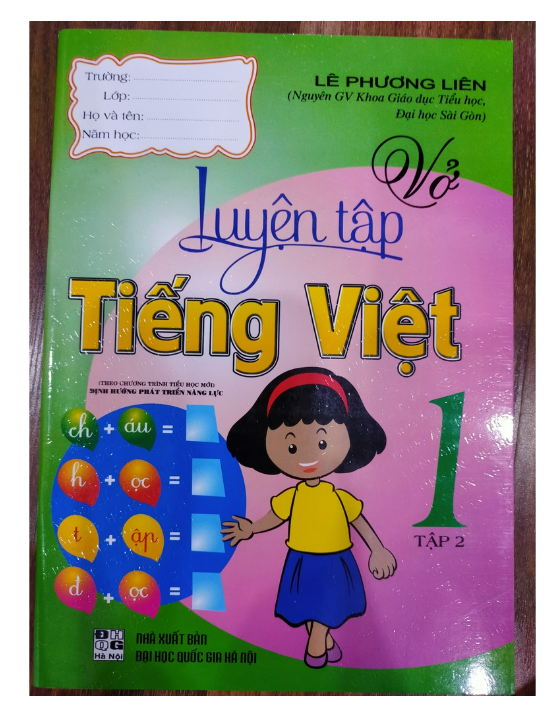 Trường:
Lớp:
Họ và tên:
Năm học:
LÊ PHƯƠNG LIÊN
(Nguyên GV Khoa Giáo dục Tiểu học,
Đại học Sài Gòn)
Vở
Luyện tập
Tiếng Việt
(THEO CHƯƠNG TRÌNH TIỂU HỌC MỚI)
ĐỊNH HƯỚNG PHÁT TRIỂN NĂNG LỰC
1
TẬP 2
ch + áu =
h + ọc =
t + ập =
đ + ọc =
ĐHQG
Hà Nội
NHÀ XUẤT BẢN
ĐẠI HỌC QUỐC GIA HÀ NỘI